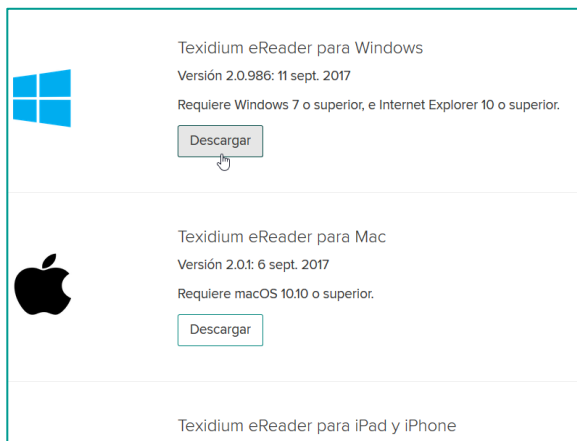 Texidium eReader para Windows
Versión 2.0.986: 11 sept. 2017
Requiere Windows 7 o superior, e Internet Explorer 10 o superior.
Descargar
Texidium eReader para Mac
Versión 2.0.1: 6 sept. 2017
Requiere macOS 10.10 o superior.
Descargar
Texidium eReader para iPad y iPhone